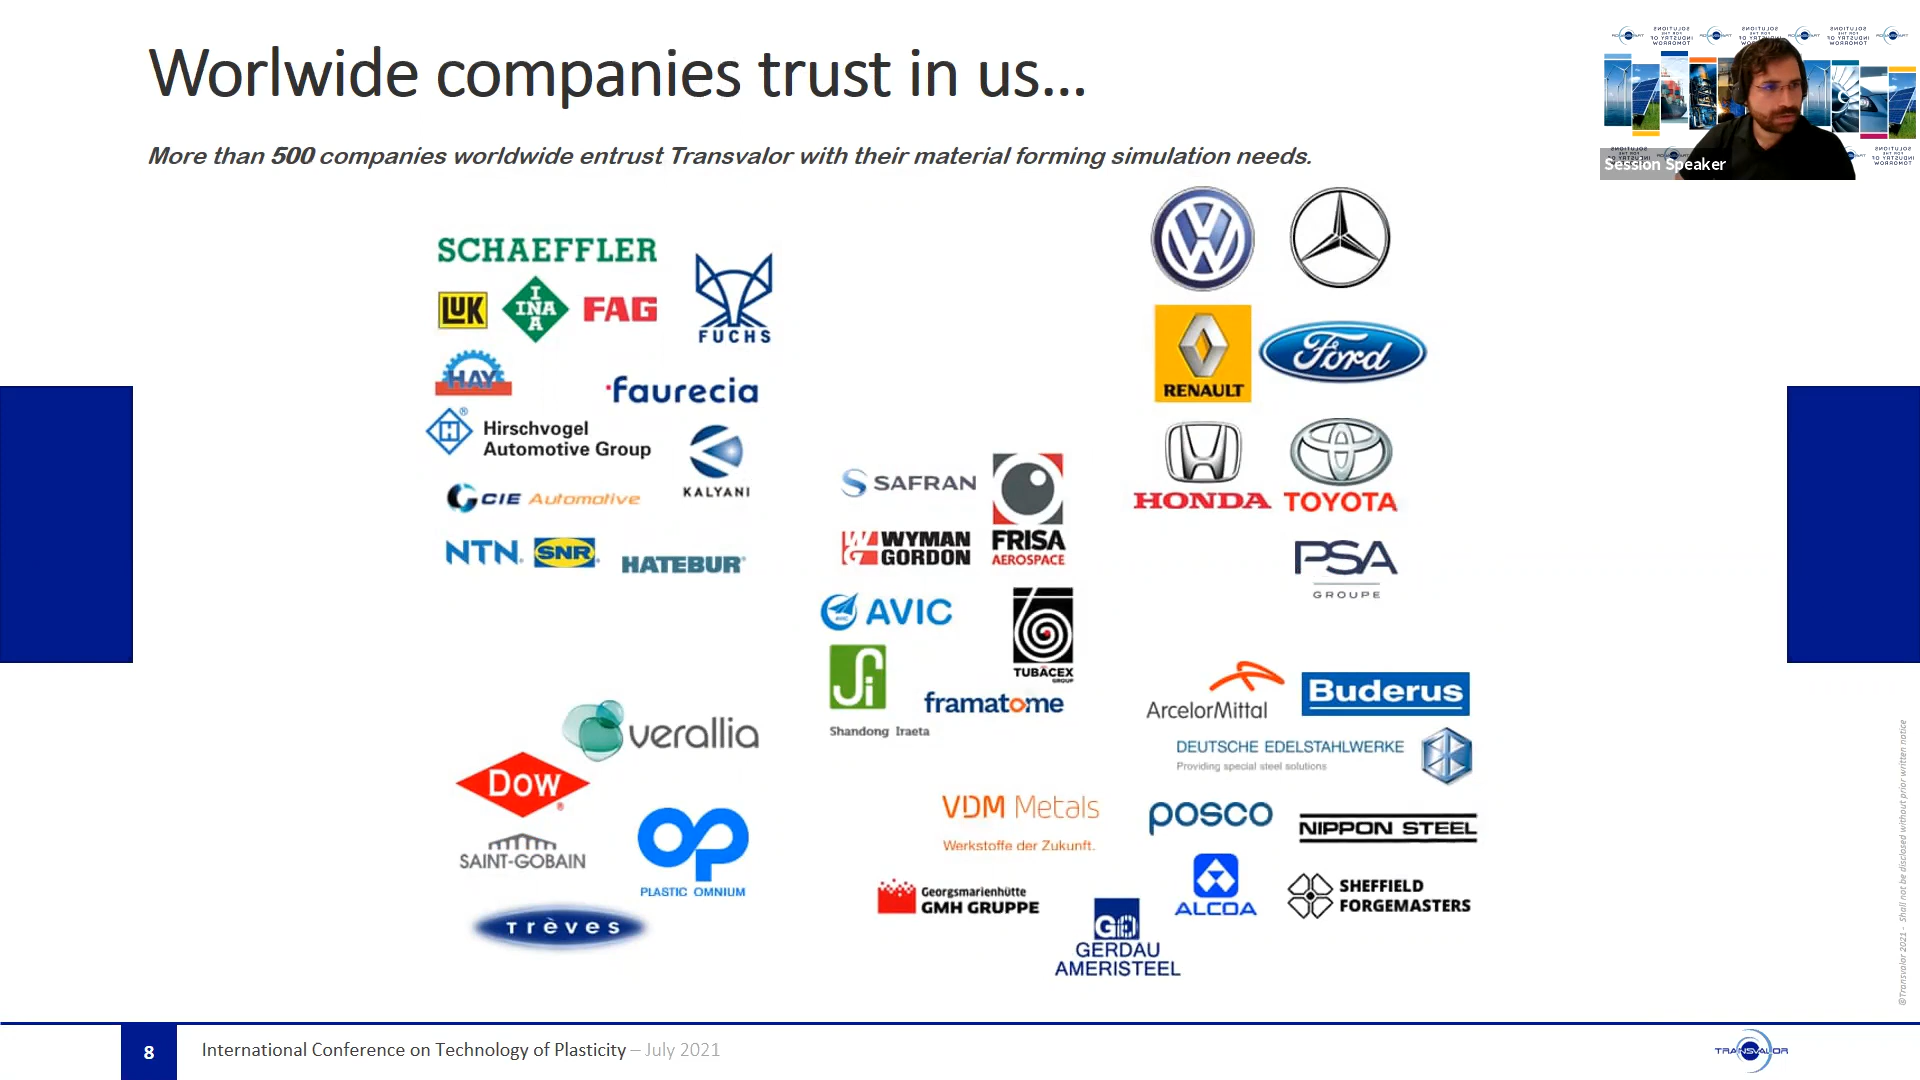 Worlwide companies trust in us...
More than 500 companies worldwide entrust Transvalor with their material forming simulation needs.
Session Speaker
SCHAEFFLER
LUK
INA
FAG
FUCHS
HAY
faurecia
Hirschvogel
Automotive Group
KALYANI
CIE Automotive
NTN
SNR
HATEBUR
SAFRAN
WYMAN
GORDON
FRISA
AEROSPACE
AVIC
TUBACEX
GROUP
Shandong Iraeta
framatome
RENAULT
Ford
HONDA
TOYOTA
PSA
GROUPE
verallia
DOW
SAINT-GOBAIN
PLASTIC OMNIUM
Trèves
ArcelorMittal
Buderus
DEUTSCHE EDELSTAHLWERKE
Providing special steel solutions
VDM Metals
Werkstoffe der Zukunft.
posco
NIPPON STEEL
Georgsmarienhütte
GMH GRUPPE
GERDAU
AMERISTEEL
ALCOA
SHEFFIELD
FORGEMASTERS
@Transvalor 2021 - Shall not be disclosed without prior written notice
8
International Conference on Technology of Plasticity – July 2021
TRANSVALOR